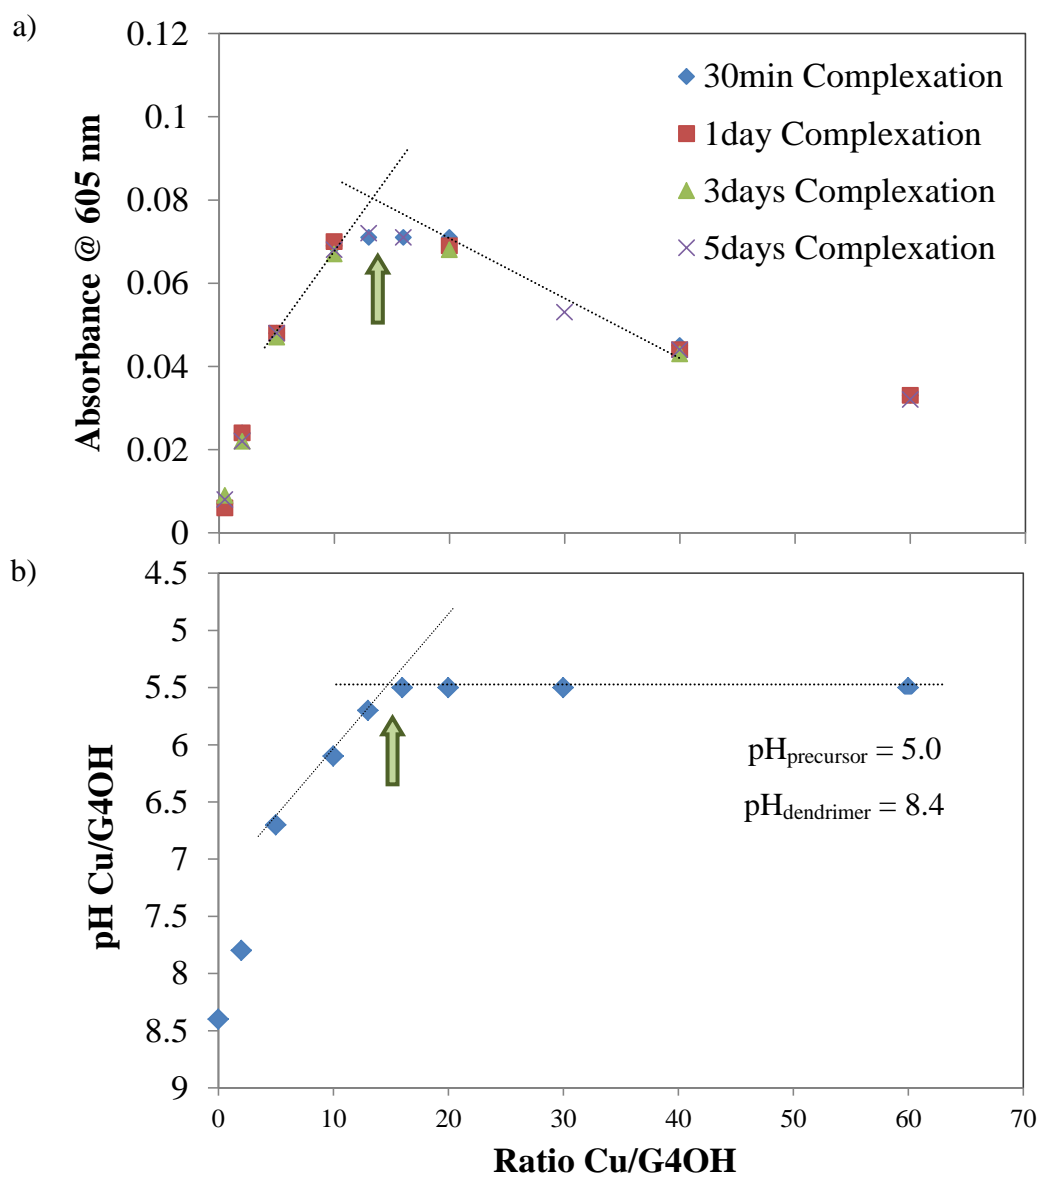 a)
0.12
0.1
0.08
0.06
0.04
0.02
0
Absorbance @ 605 nm
30min Complexation
1day Complexation
3days Complexation
5days Complexation
b)
4.5
5
5.5
6
6.5
7
7.5
8
8.5
9
pH Cu/G4OH
pHprecursor = 5.0
pHdendrimer = 8.4
0 10 20 30 40 50 60 70
Ratio Cu/G4OH